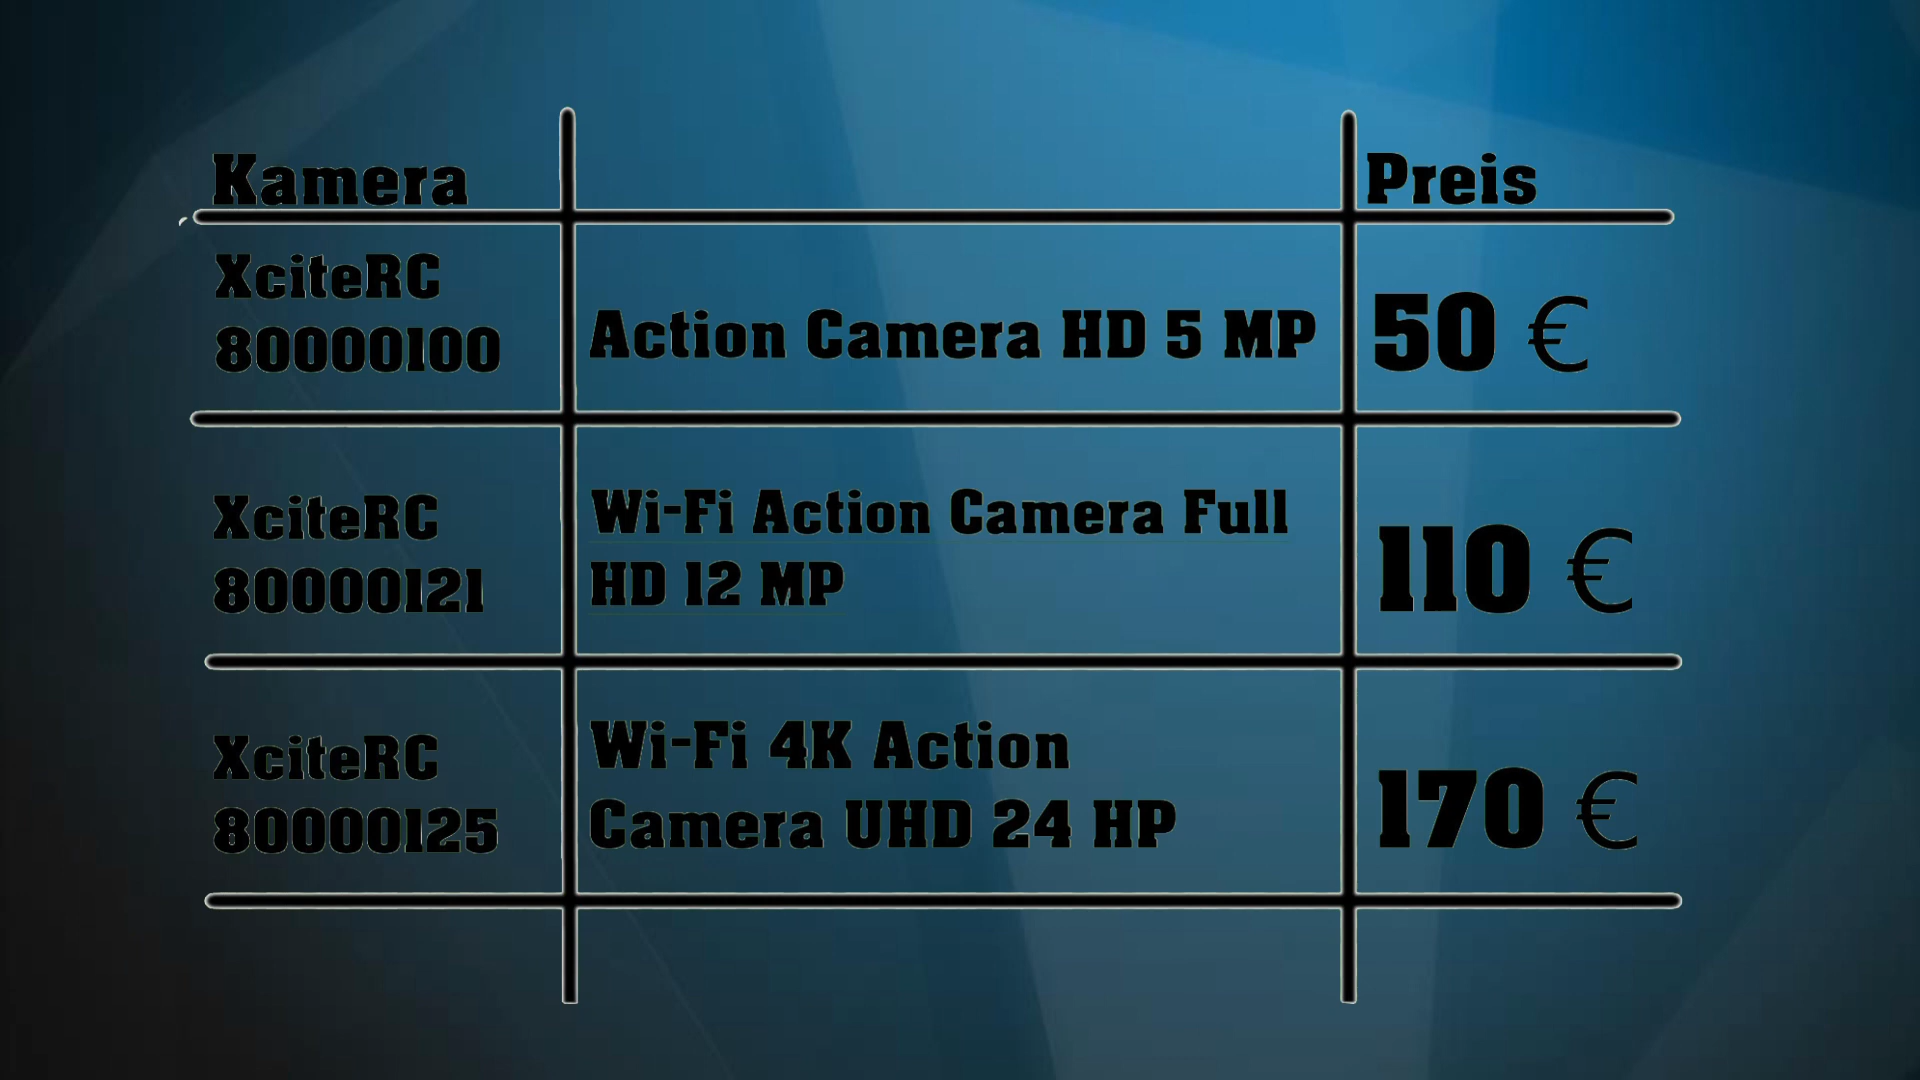 Kamera
Preis
XciteRC
80000100
Action Camera HD 5 MP
50 €
XciteRC
80000121
Wi-Fi Action Camera Full
HD 12 MP
110 €
XciteRC
80000125
Wi-Fi 4K Action
Camera UHD 24 HP
170 €